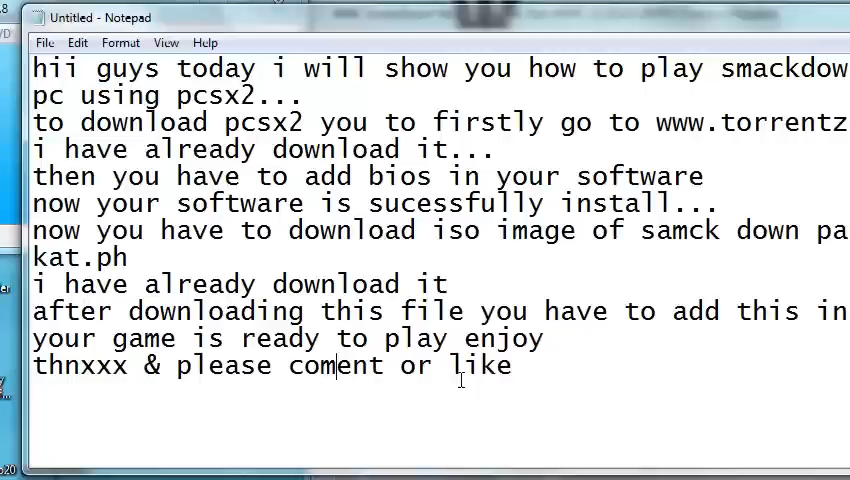 .8
Untitled - Notepad
/D
File Edit Format View Help
hii guys today i will show you how to play smackdow
pc using pcsx2...
to download pcsx2 you to firstly go to www.torrentz
i have already download it...
then you have to add bios in your software
now your software is sucessfully install...
now you have to download iso image of samck down pa
kat.ph
i have already download it
er
after downloading this file you have to add this in
your game is ready to play enjoy
thnxxx & please coment or like